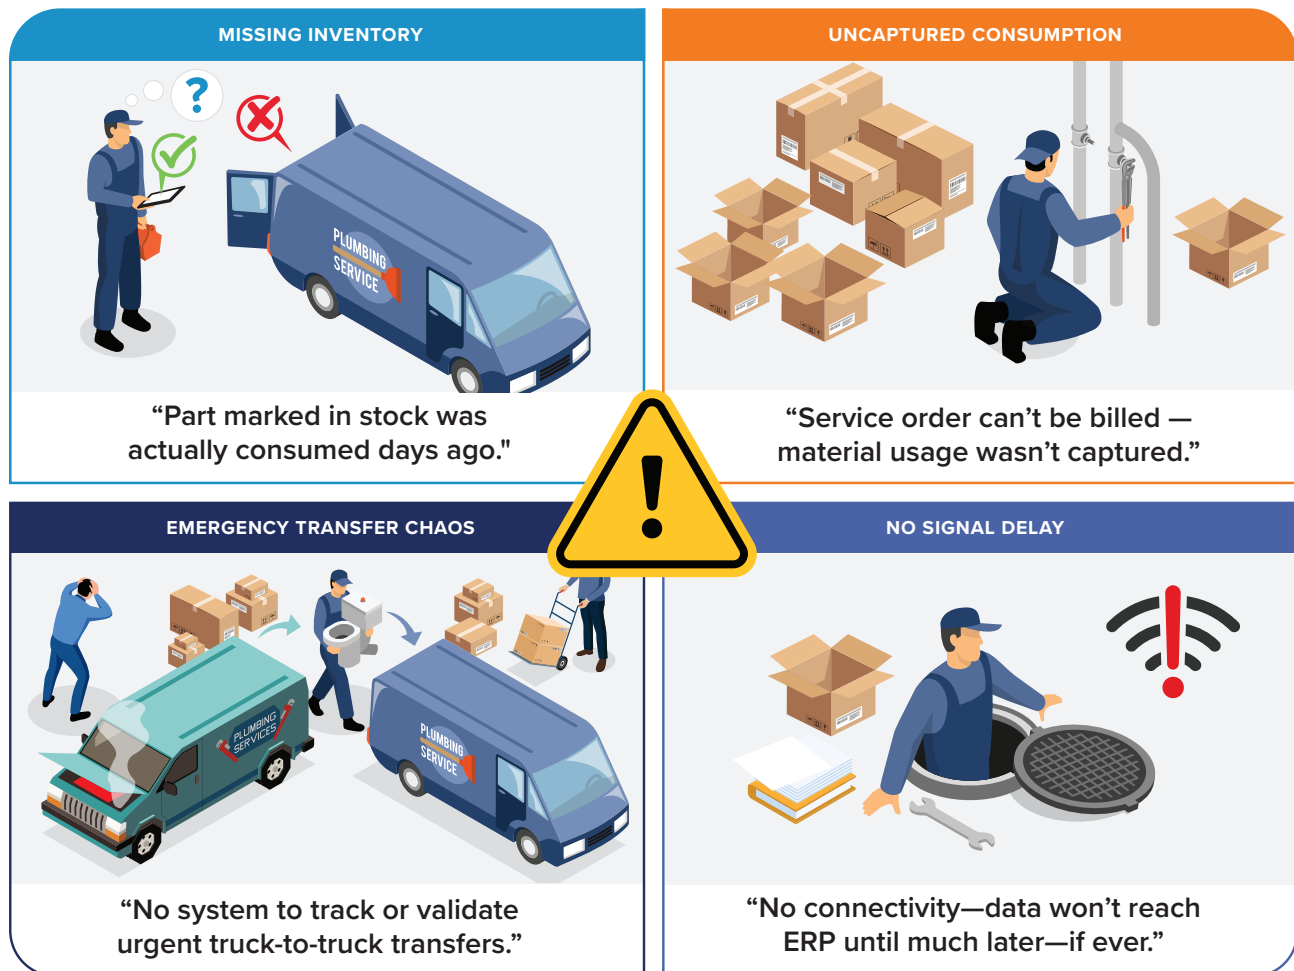 MISSING INVENTORY
?
PLUMBING
SERVICE
“Part marked in stock was
actually consumed days ago."
UNCAPTURED CONSUMPTION
“Service order can’t be billed —
material usage wasn’t captured.”
!
EMERGENCY TRANSFER CHAOS
PLUMBING
SERVICES
PLUMBING
SERVICE
“No system to track or validate
urgent truck-to-truck transfers.”
NO SIGNAL DELAY
!
“No connectivity—data won’t reach
ERP until much later—if ever.”